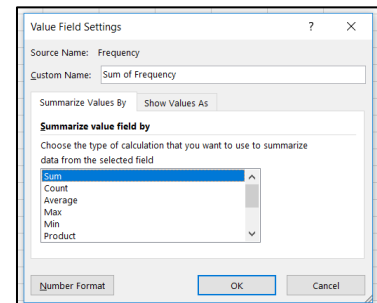 Value Field Settings ? ×
Source Name: Frequency
Custom Name: Sum of Frequency
Summarize Values By Show Values As
Summarize value field by
Choose the type of calculation that you want to use to summarize
data from the selected field
Sum
Count
Average
Max
Min
Product
Number Format OK Cancel